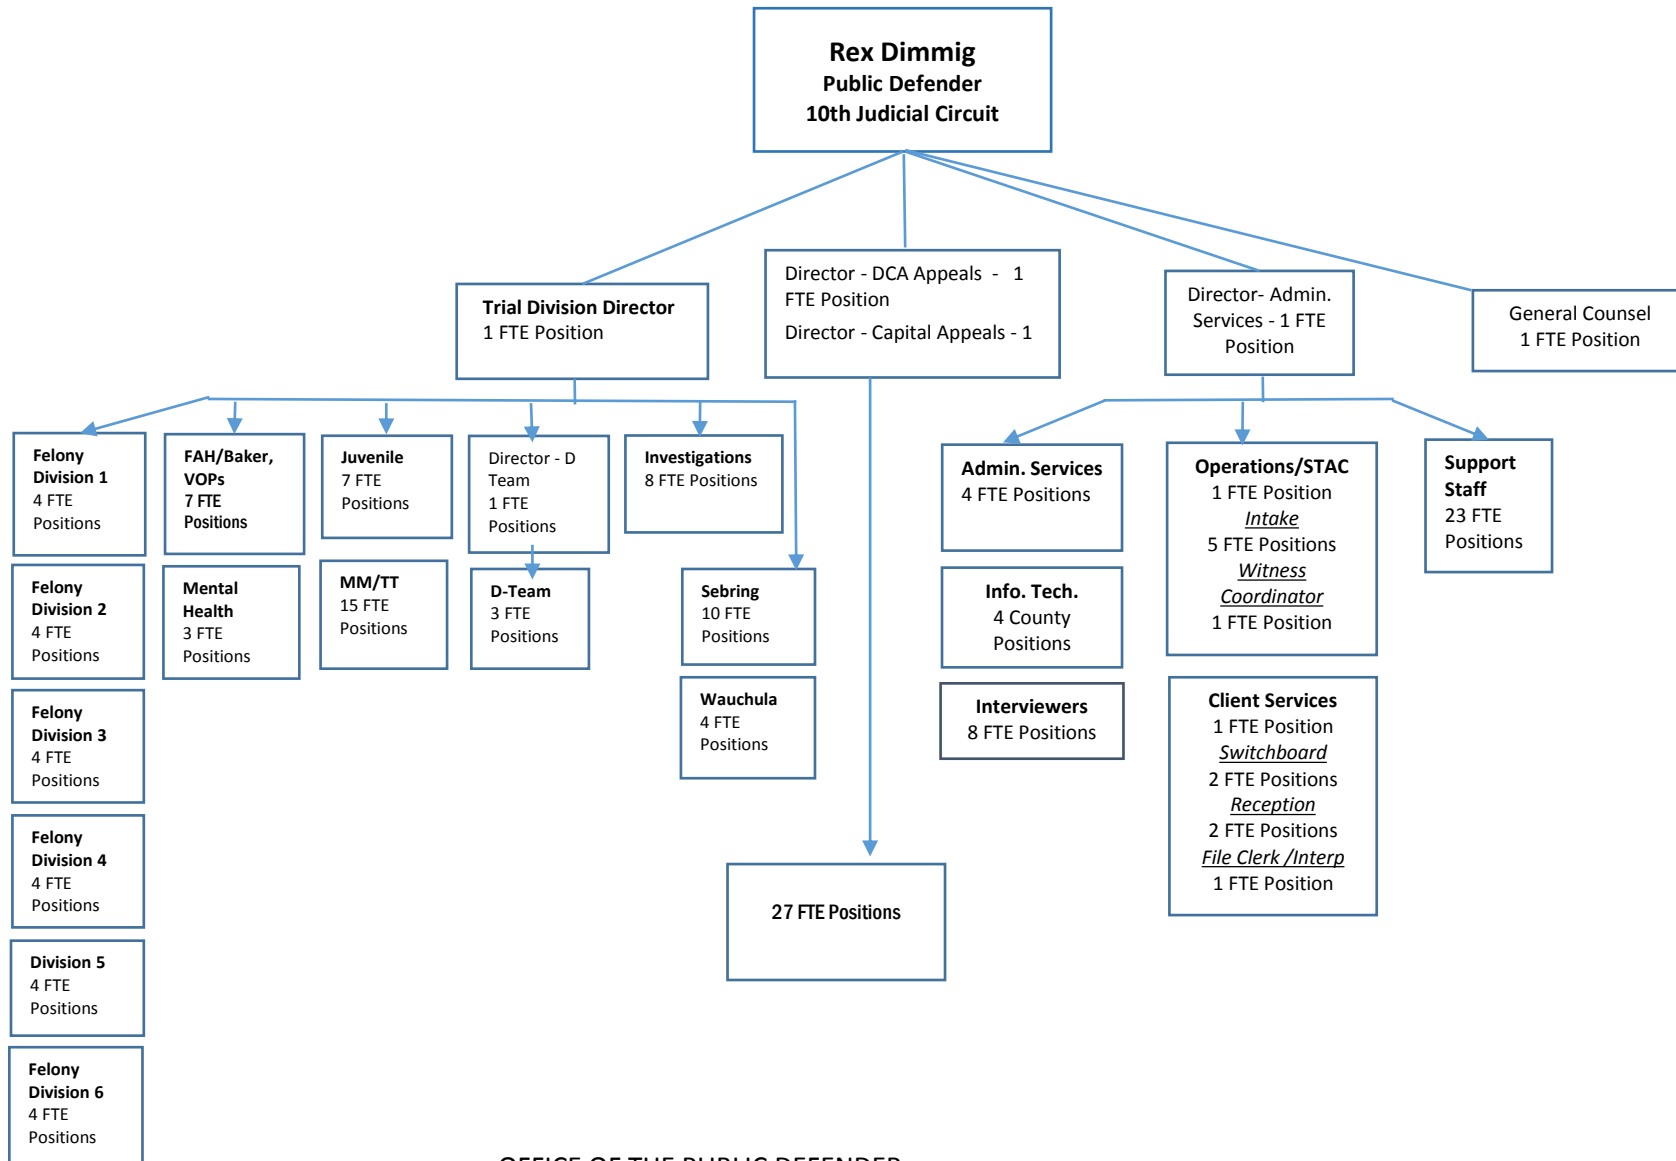 Rex Dimmig
Public Defender
10th Judicial Circuit
Trial Division Director
1 FTE Position
Director - DCA Appeals - 1
FTE Position
Director - Capital Appeals - 1
Director- Admin.
Services - 1 FTE
Position
General Counsel
1 FTE Position
Felony
Division 1
4 FTE
Positions
FAH/Baker,
VOPs
7 FTE
Positions
Juvenile
7 FTE
Positions
Director - D
Team
1 FTE
Positions
Investigations
8 FTE Positions
Admin. Services
4 FTE Positions
Operations/STAC
1 FTE Position
Intake
5 FTE Positions
Witness
Coordinator
1 FTE Position
Support
Staff
23 FTE
Positions
Felony
Division 2
4 FTE
Positions
Mental
Health
3 FTE
Positions
MM/TT
15 FTE
Positions
D-Team
3 FTE
Positions
Sebring
10 FTE
Positions
Info. Tech.
4 County
Positions
Felony
Division 3
4 FTE
Positions
Wauchula
4 FTE
Positions
Interviewers
8 FTE Positions
Client Services
1 FTE Position
Switchboard
2 FTE Positions
Reception
2 FTE Positions
File Clerk /Interp
1 FTE Position
Felony
Division 4
4 FTE
Positions
27 FTE Positions
Division 5
4 FTE
Positions
Felony
Division 6
4 FTE
Positions
OFFICE OF THE PUBLIC DEFENDER